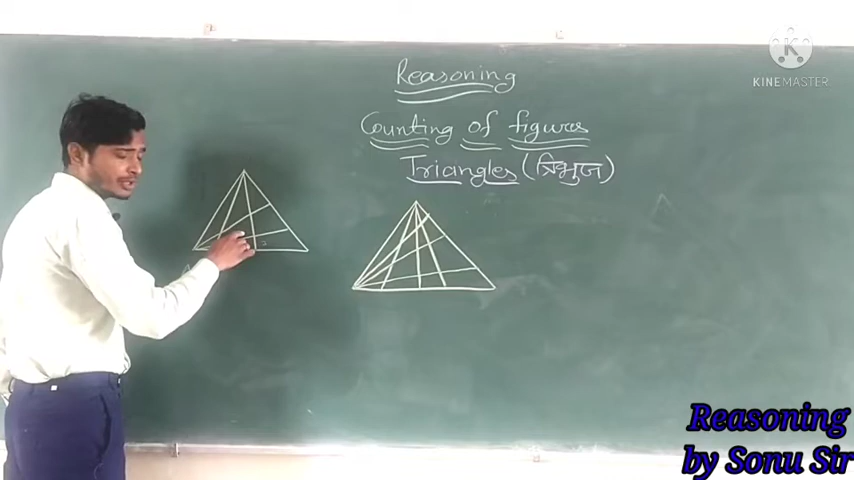 Reasoning
Counting of figures
Triangles (त्रिभुज)
K
KINEMASTER
Reasoning
by Sonu Sir